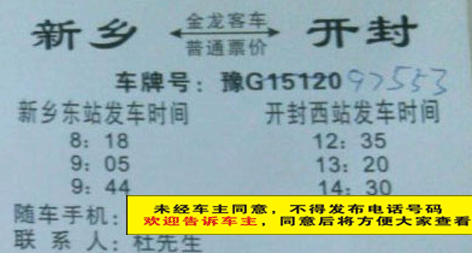 新乡 金龙客车 开封
普通票价
车牌号：豫G15120 97553
新乡东站发车时间 开封西站发车时间
8：18 12：35
9：05 13：20
9：44 14：30
随车手机：
未经车主同意，不得发布电话号码
欢迎告诉车主，同意后将方便大家查看
联系人：杜先生